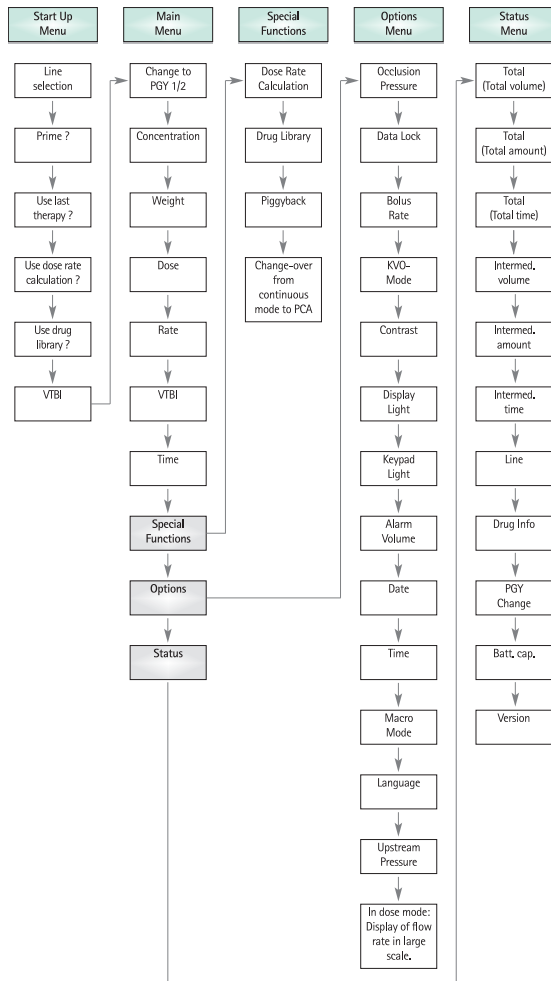 Start Up
Menu
Line
selection
Prime ?
Use last
therapy ?
Use dose rate
calculation ?
Use drug
library ?
VTBI
Main
Menu
Change to
PGY 1/2
Concentration
Weight
Dose
Rate
VTBI
Time
Special
Functions
Options
Status
Special
Functions
Dose Rate
Calculation
Drug Library
Piggyback
Change-over
from
continuous
mode to PCA
Options
Menu
Occlusion
Pressure
Data Lock
Bolus
Rate
KVO-
Mode
Contrast
Display
Light
Keypad
Light
Alarm
Volume
Date
Time
Macro
Mode
Language
Upstream
Pressure
In dose mode:
Display of flow
rate in large
scale.
Status
Menu
Total
(Total volume)
Total
(Total amount)
Total
(Total time)
Intermed.
volume
Intermed.
amount
Intermed.
time
Line
Drug Info
PGY
Change
Batt. cap.
Version